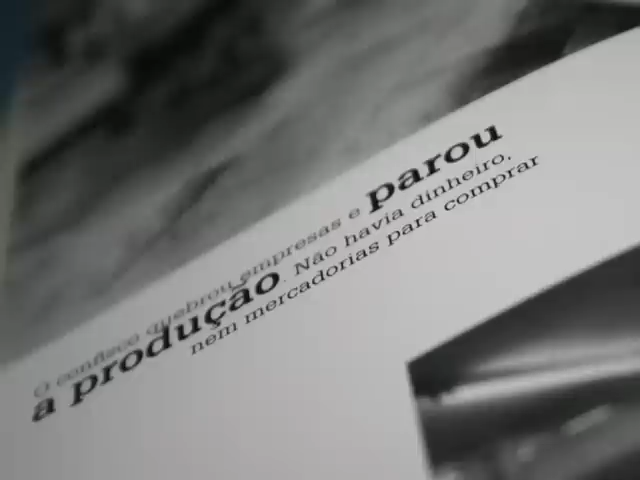 O confisco quebrou empresas e parou
a produção. Não havia dinheiro,
nem mercadorias para comprar